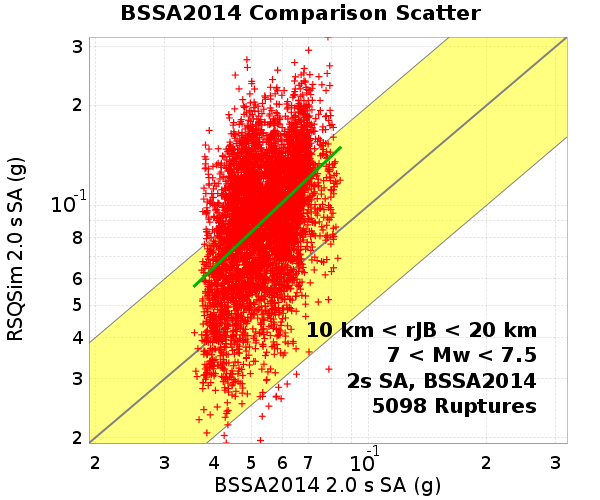 BSSA2014 Comparison Scatter
RSQSim 2.0 s SA (g)
3
2
10-1
8
6
5
4
3
2
10 km < rJB < 20 km
7 < Mw < 7.5
2s SA, BSSA2014
5098 Ruptures
2 3 4 5 6 7 10-1 2 3
BSSA2014 2.0 s SA (g)